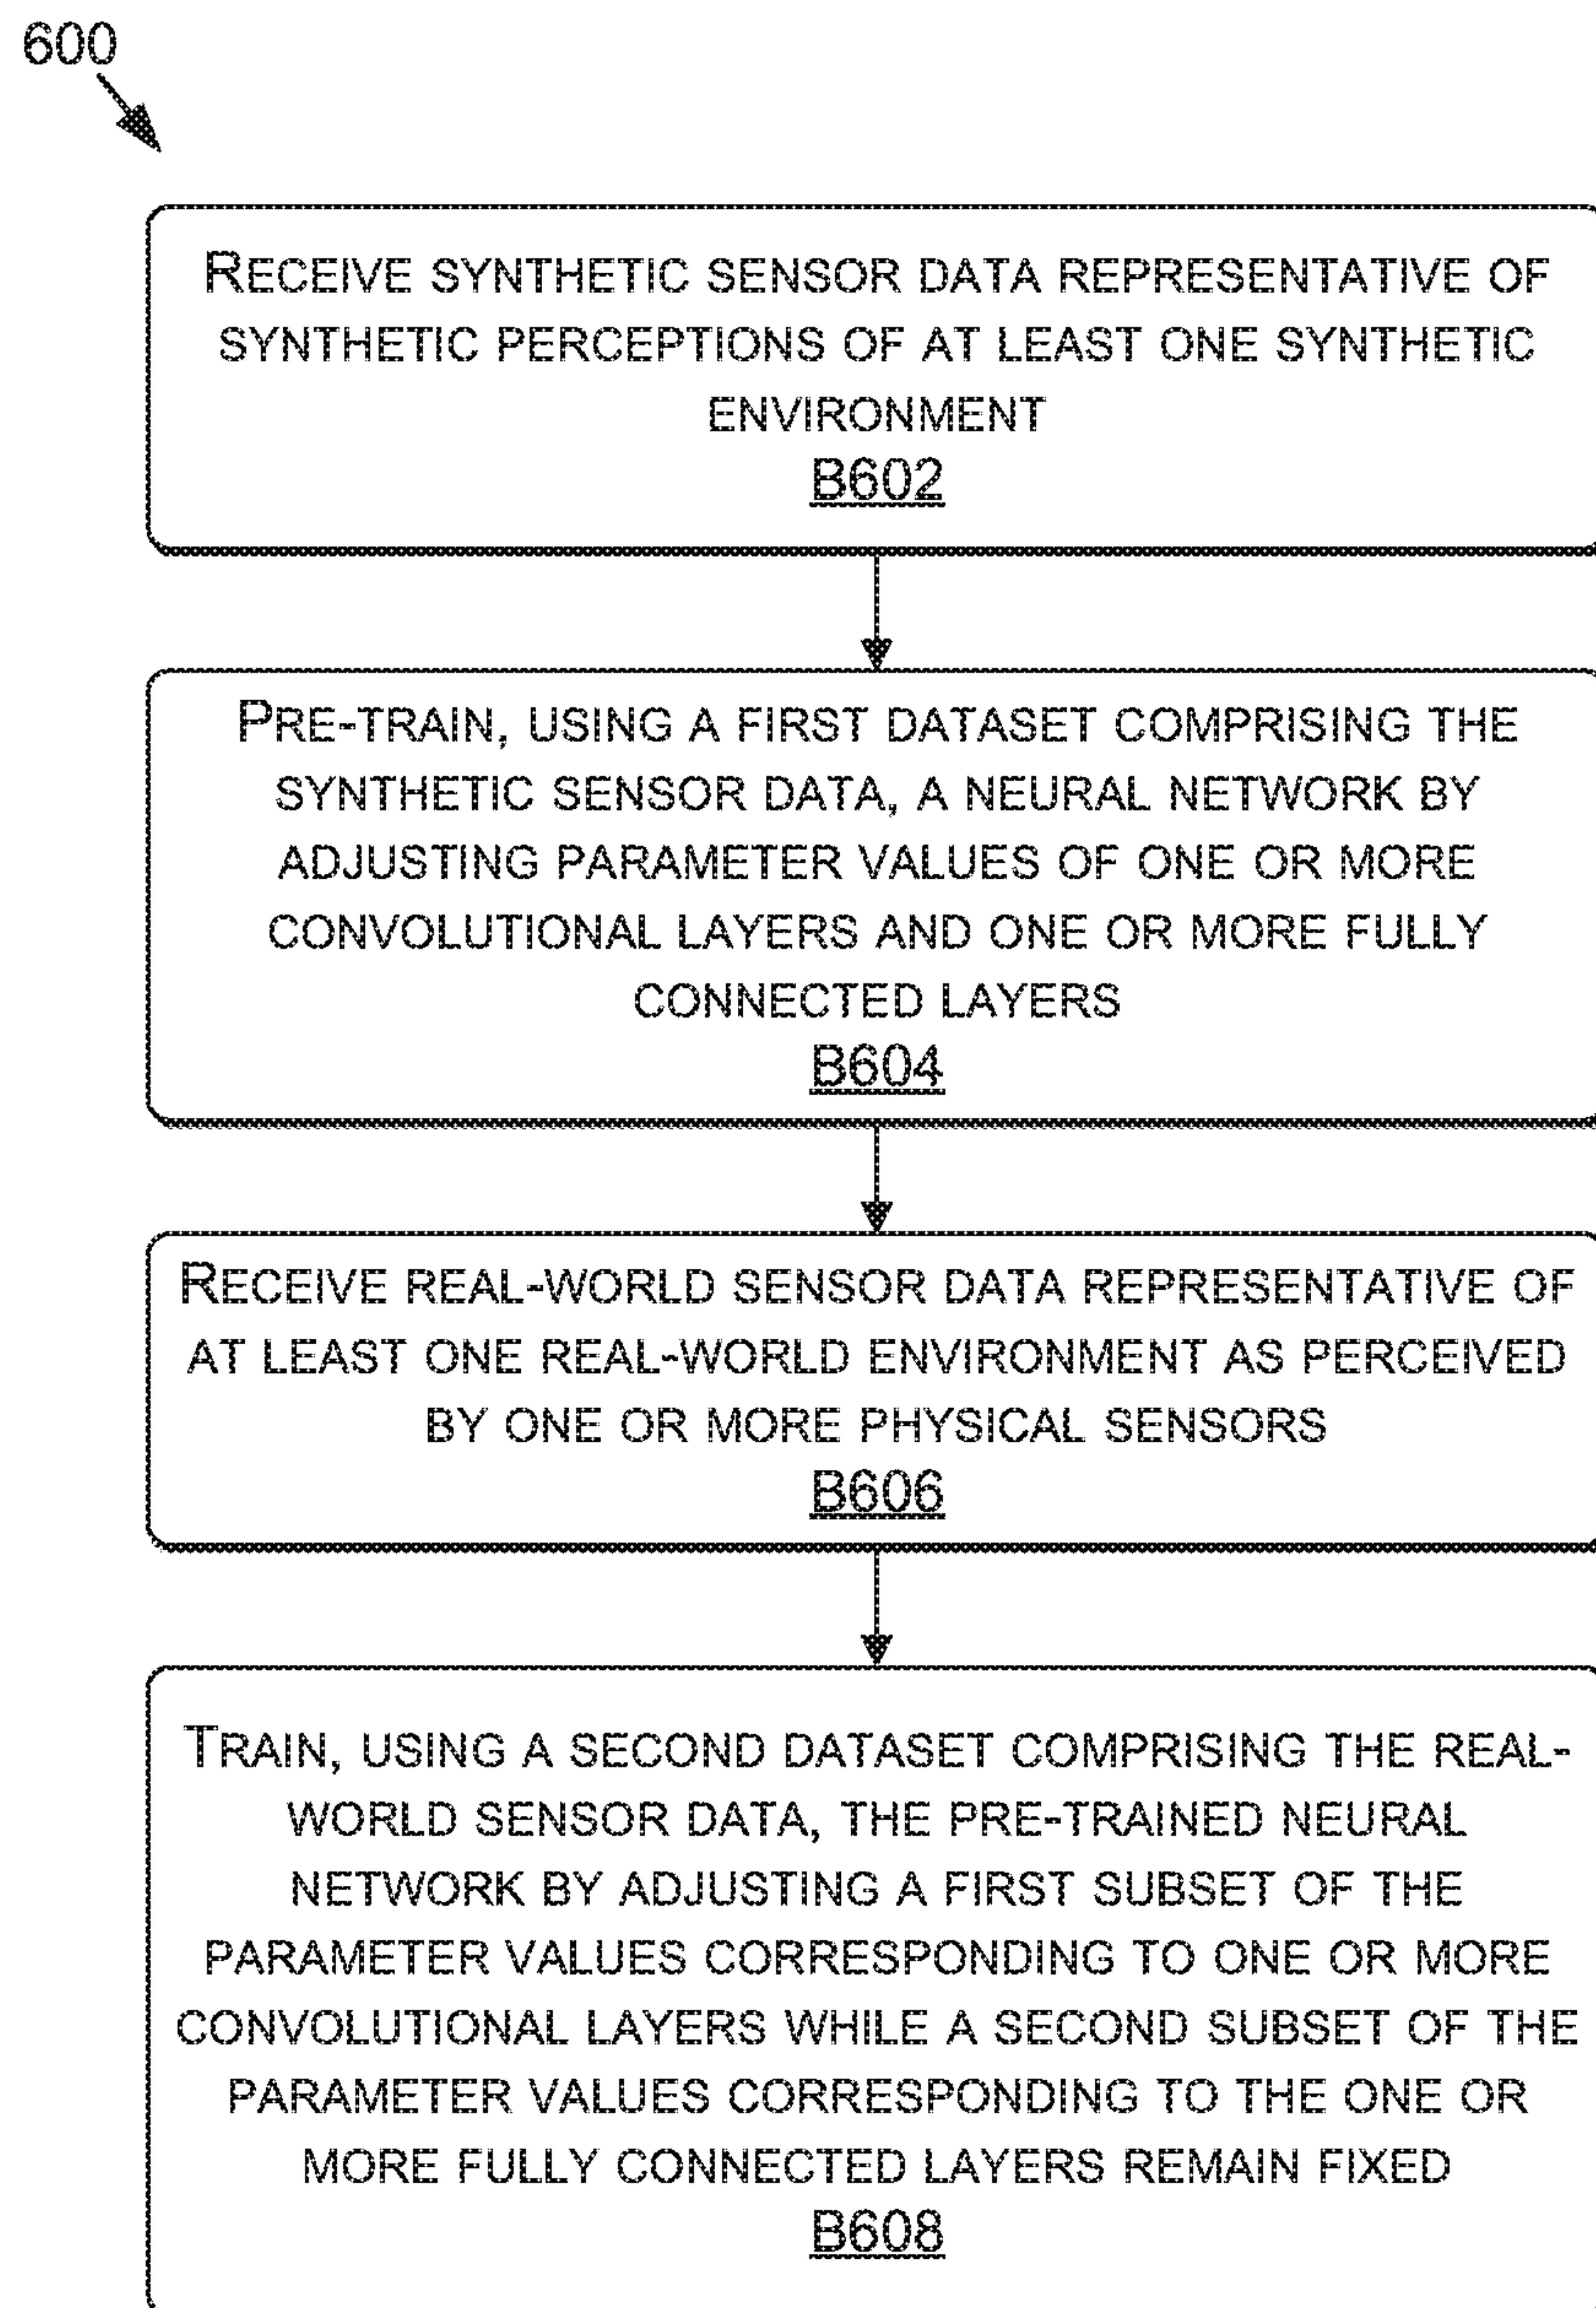 600
RECEIVE SYNTHETIC SENSOR DATA REPRESENTATIVE OF
SYNTHETIC PERCEPTIONS OF AT LEAST ONE SYNTHETIC
ENVIRONMENT
B602
PRE-TRAIN, USING A FIRST DATASET COMPRISING THE
SYNTHETIC SENSOR DATA, A NEURAL NETWORK BY
ADJUSTING PARAMETER VALUES OF ONE OR MORE
CONVOLUTIONAL LAYERS AND ONE OR MORE FULLY
CONNECTED LAYERS
B604
RECEIVE REAL-WORLD SENSOR DATA REPRESENTATIVE OF
AT LEAST ONE REAL-WORLD ENVIRONMENT AS PERCEIVED
BY ONE OR MORE PHYSICAL SENSORS
B606
TRAIN, USING A SECOND DATASET COMPRISING THE REAL-
WORLD SENSOR DATA, THE PRE-TRAINED NEURAL
NETWORK BY ADJUSTING A FIRST SUBSET OF THE
PARAMETER VALUES CORRESPONDING TO ONE OR MORE
CONVOLUTIONAL LAYERS WHILE A SECOND SUBSET OF THE
PARAMETER VALUES CORRESPONDING TO THE ONE OR
MORE FULLY CONNECTED LAYERS REMAIN FIXED
B608